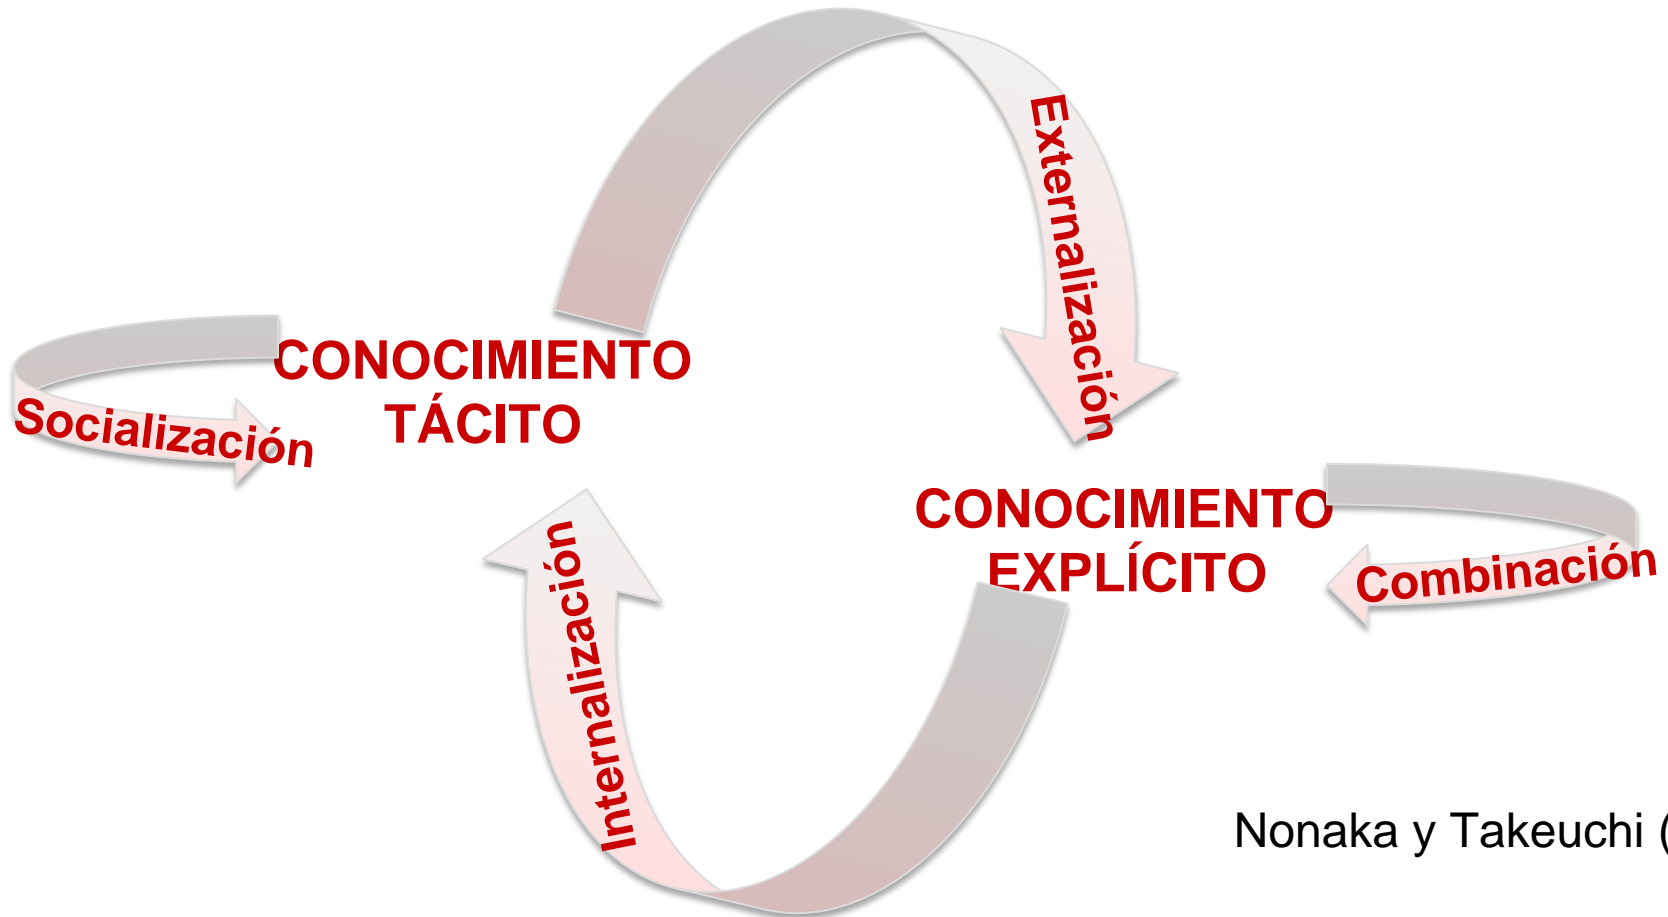 Externalización
CONOCIMIENTO
TÁCITO
Socialización
CONOCIMIENTO
EXPLÍCITO
Combinación
Internalización
Nonaka y Takeuchi (